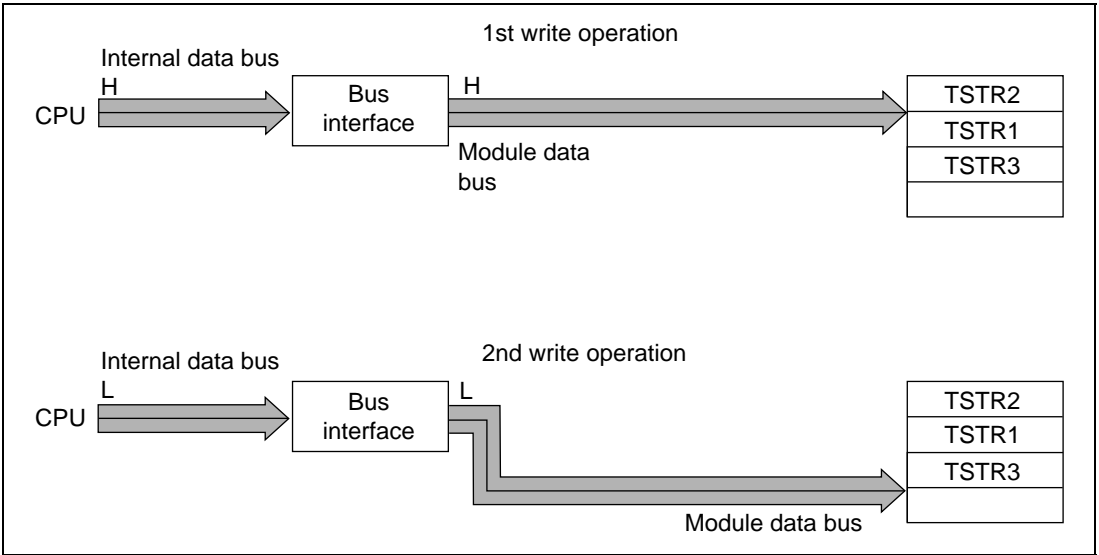 1st write operation
Internal data bus
H
CPU
Bus
interface
H
Module data
bus
TSTR2
TSTR1
TSTR3
2nd write operation
Internal data bus
L
CPU
Bus
interface
L
Module data bus
TSTR2
TSTR1
TSTR3